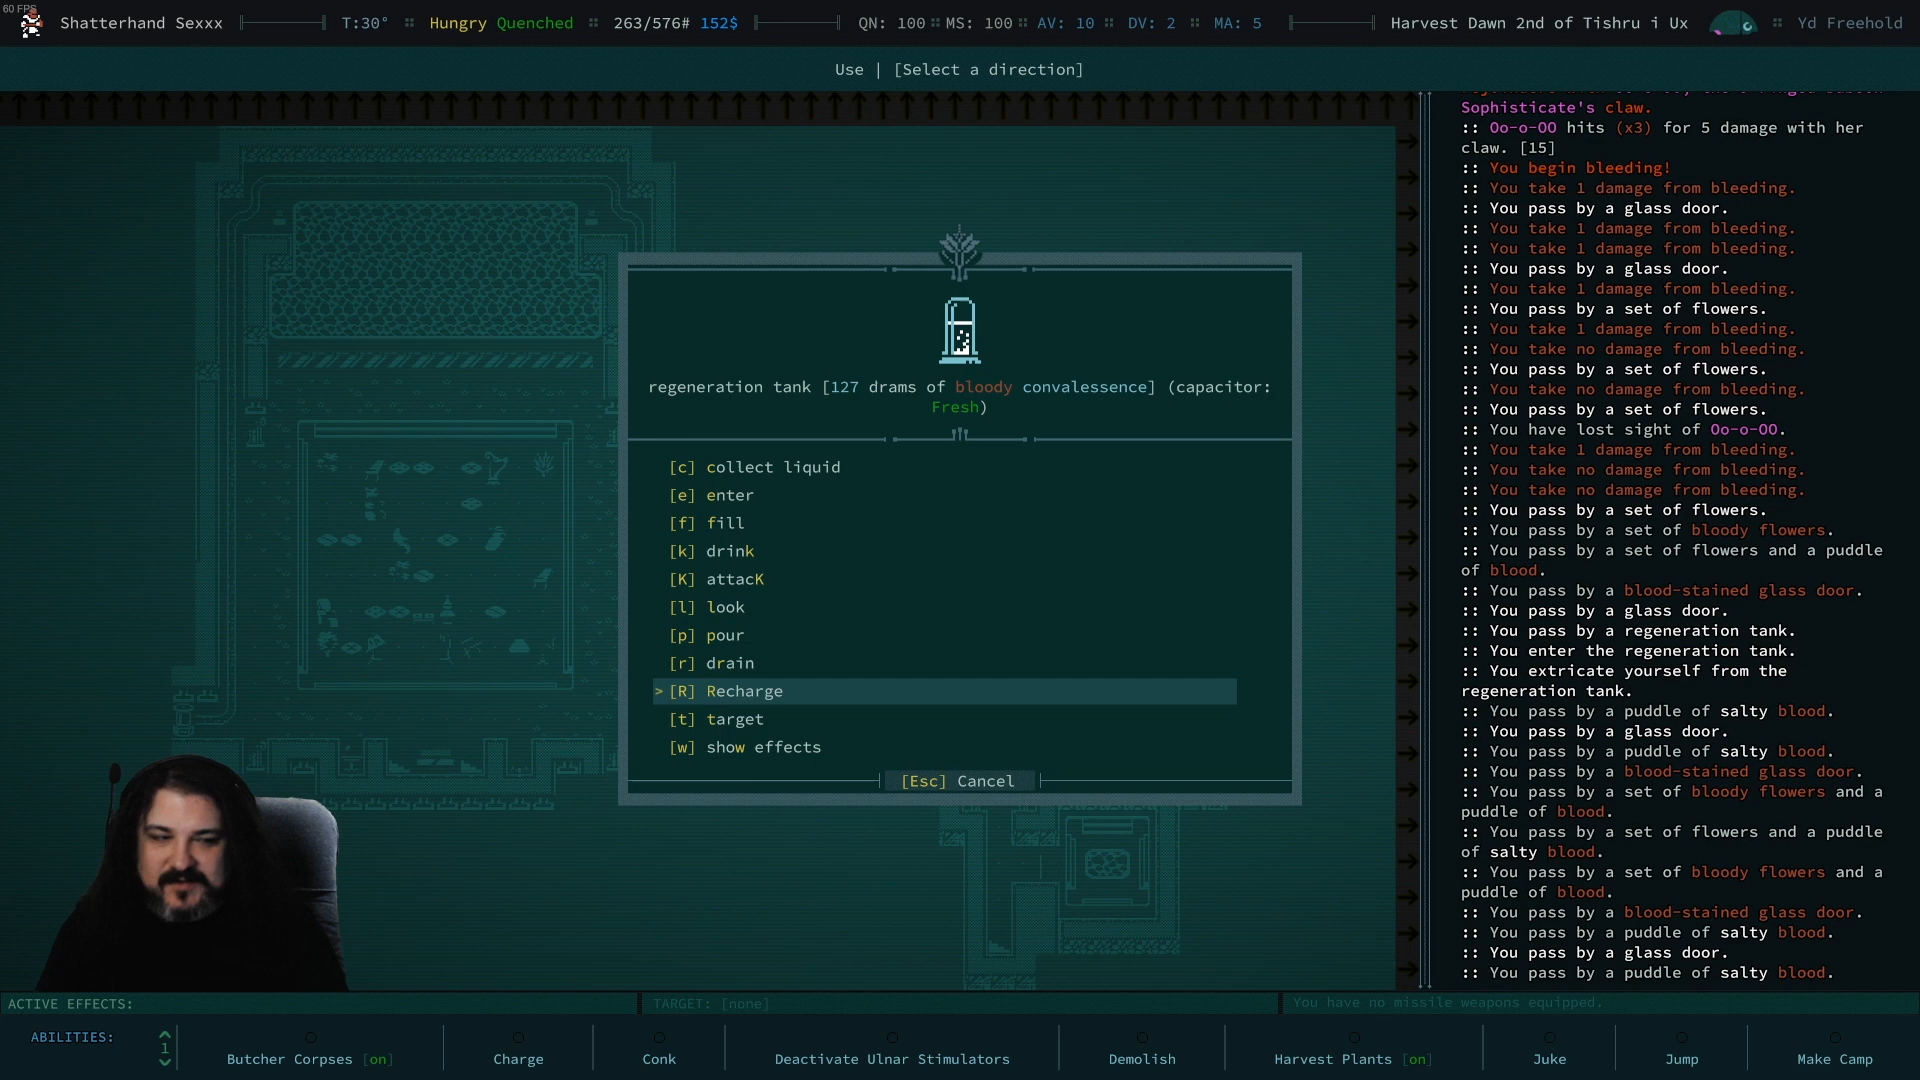 60 FPS
Shatterhand Sexxx T:30° :: Hungry Quenched :: 263/576# 152$ QN: 100 :: MS: 100 :: AV: 10 :: DV: 2 :: MA: 5 Harvest Dawn 2nd of Tishru i Ux :: Yd Freehold
Use | [Select a direction]
regeneration tank [127 drams of bloody convalessence] (capacitor:
Fresh)
[c] collect liquid
[e] enter
[f] fill
[k] drink
[K] attacK
[l] look
[p] pour
[r] drain
> [R] Recharge
[t] target
[w] show effects
[Esc] Cancel
Sophisticate's claw.
:: Oo-o-OO hits (x3) for 5 damage with her
claw. [15]
:: You begin bleeding!
:: You take 1 damage from bleeding.
:: You pass by a glass door.
:: You take 1 damage from bleeding.
:: You take 1 damage from bleeding.
:: You pass by a glass door.
:: You take 1 damage from bleeding.
:: You pass by a set of flowers.
:: You take 1 damage from bleeding.
:: You take no damage from bleeding.
:: You pass by a set of flowers.
:: You take no damage from bleeding.
:: You pass by a set of flowers.
:: You have lost sight of Oo-o-OO.
:: You take 1 damage from bleeding.
:: You take no damage from bleeding.
:: You take no damage from bleeding.
:: You pass by a set of flowers.
:: You pass by a set of bloody flowers.
:: You pass by a set of flowers and a puddle
of blood.
:: You pass by a blood-stained glass door.
:: You pass by a glass door.
:: You pass by a regeneration tank.
:: You enter the regeneration tank.
:: You extricate yourself from the
regeneration tank.
:: You pass by a puddle of salty blood.
:: You pass by a glass door.
:: You pass by a puddle of salty blood.
:: You pass by a blood-stained glass door.
:: You pass by a set of bloody flowers and a
puddle of blood.
:: You pass by a set of flowers and a puddle
of salty blood.
:: You pass by a set of bloody flowers and a
puddle of blood.
:: You pass by a blood-stained glass door.
:: You pass by a puddle of salty blood.
:: You pass by a glass door.
:: You pass by a puddle of salty blood.
ACTIVE EFFECTS: TARGET: [none] You have no missile weapons equipped.
ABILITIES: 1 Butcher Corpses [on] Charge Conk Deactivate Ulnar Stimulators Demolish Harvest Plants [on] Juke Jump Make Camp